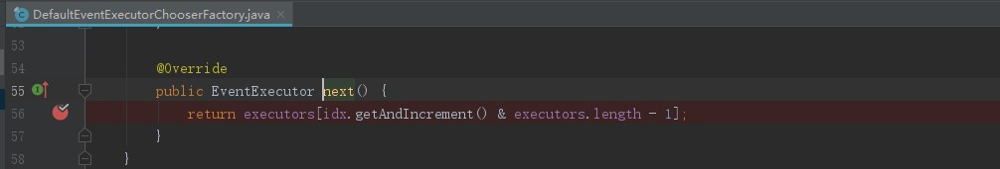 DefaultEventExecutorChooserFactory.java ×
53
54 @Override
55 public EventExecutor next() {
56 return executors[idx.getAndIncrement() & executors.length - 1];
57 }
58 }